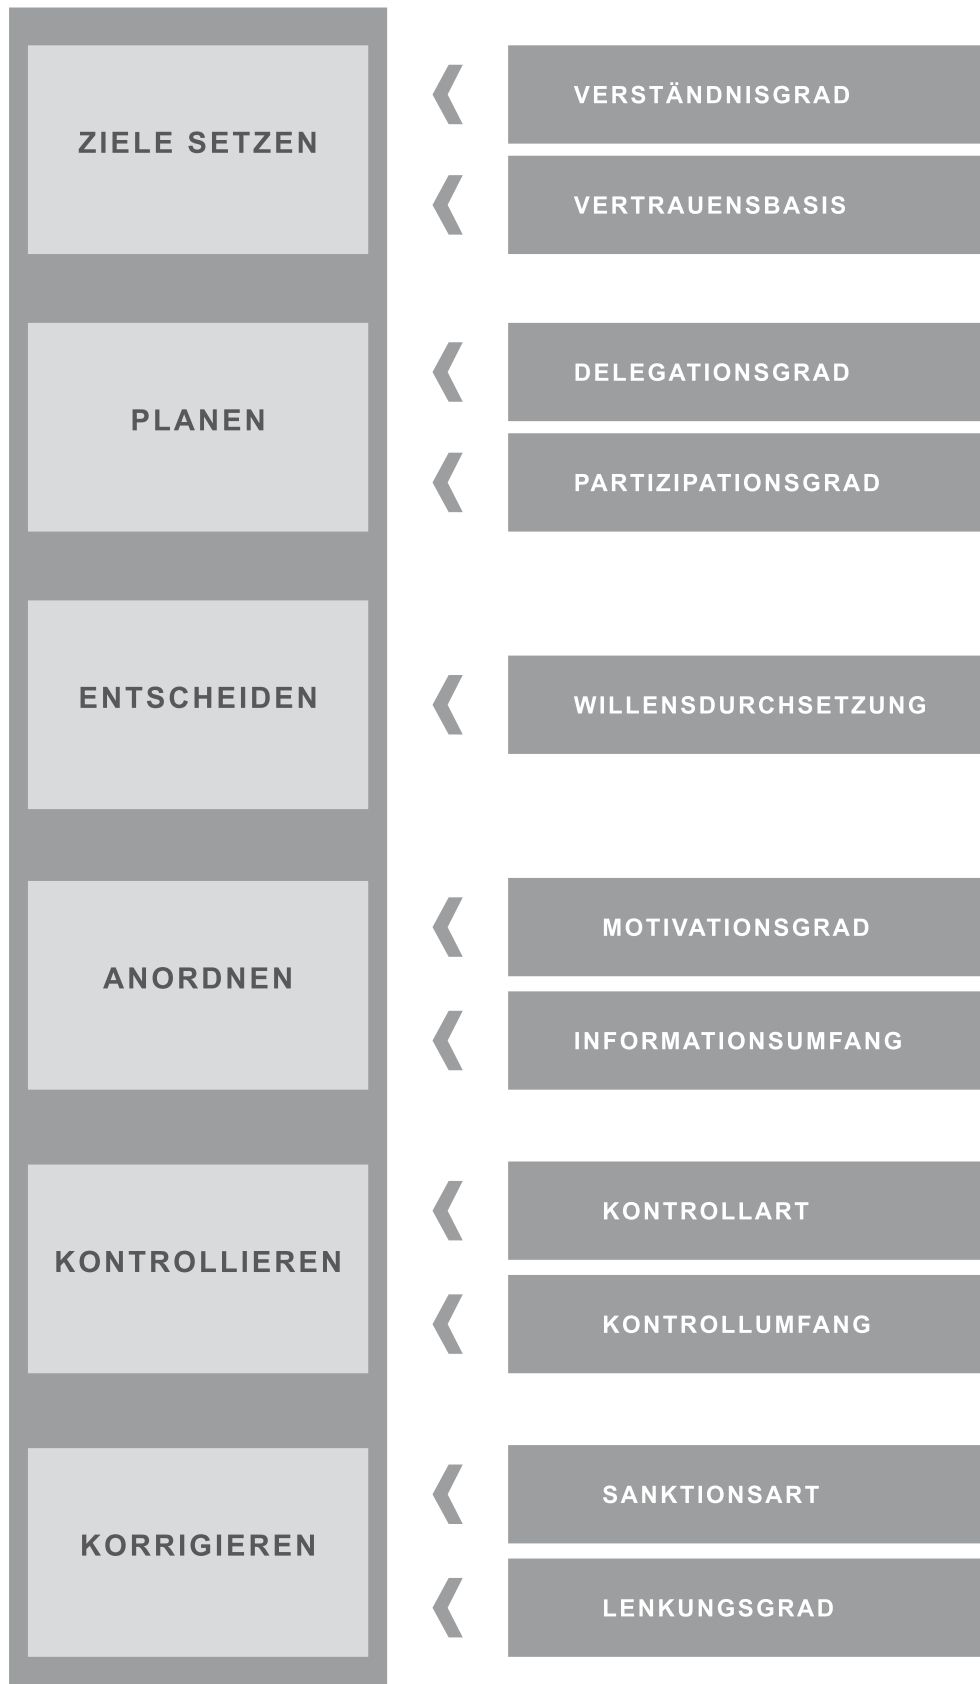 ZIELE SETZEN
VERSTÄNDNISGRAD
VERTRAUENSBASIS
PLANEN
DELEGATIONSGRAD
PARTIZIPATIONSGRAD
ENTSCHEIDEN
WILLENSDURCHSETZUNG
ANORDNEN
MOTIVATIONSGRAD
INFORMATIONSUMFANG
KONTROLLIEREN
KONTROLLART
KONTROLLUMFANG
KORRIGIEREN
SANKTIONSART
LENKUNGSGRAD